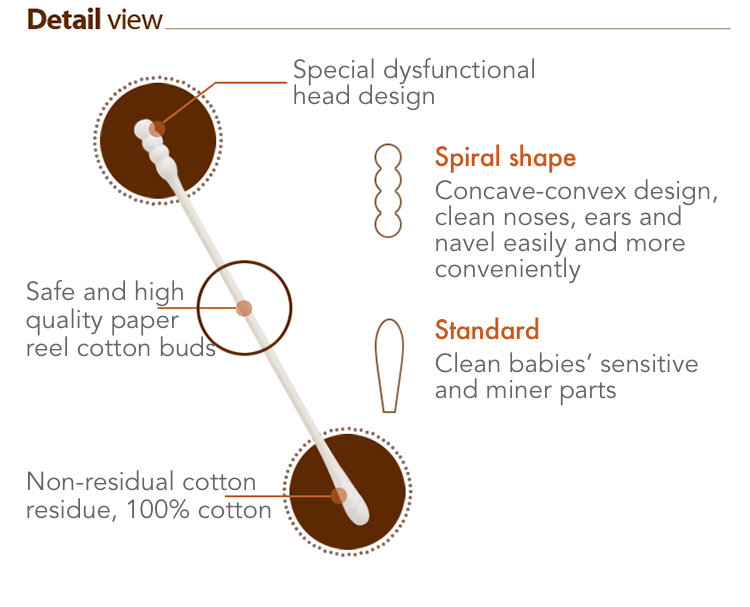 Detail view
Special dysfunctional
head design
Spiral shape
Concave-convex design,
clean noses, ears and
navel easily and more
conveniently
Safe and high
quality paper
reel cotton buds
Standard
Clean babies’ sensitive
and miner parts
Non-residual cotton
residue, 100% cotton